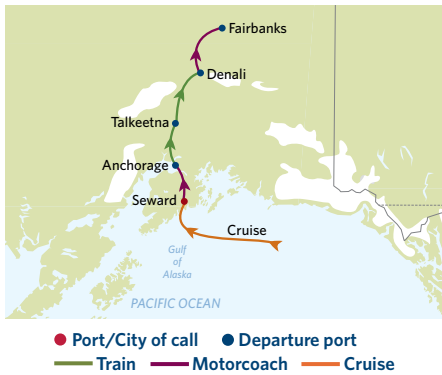 Fairbanks
Denali
Talkeetna
Anchorage
Seward
Cruise
Gulf
of
Alaska
PACIFIC OCEAN
Port/City of call Departure port
Train Motorcoach Cruise